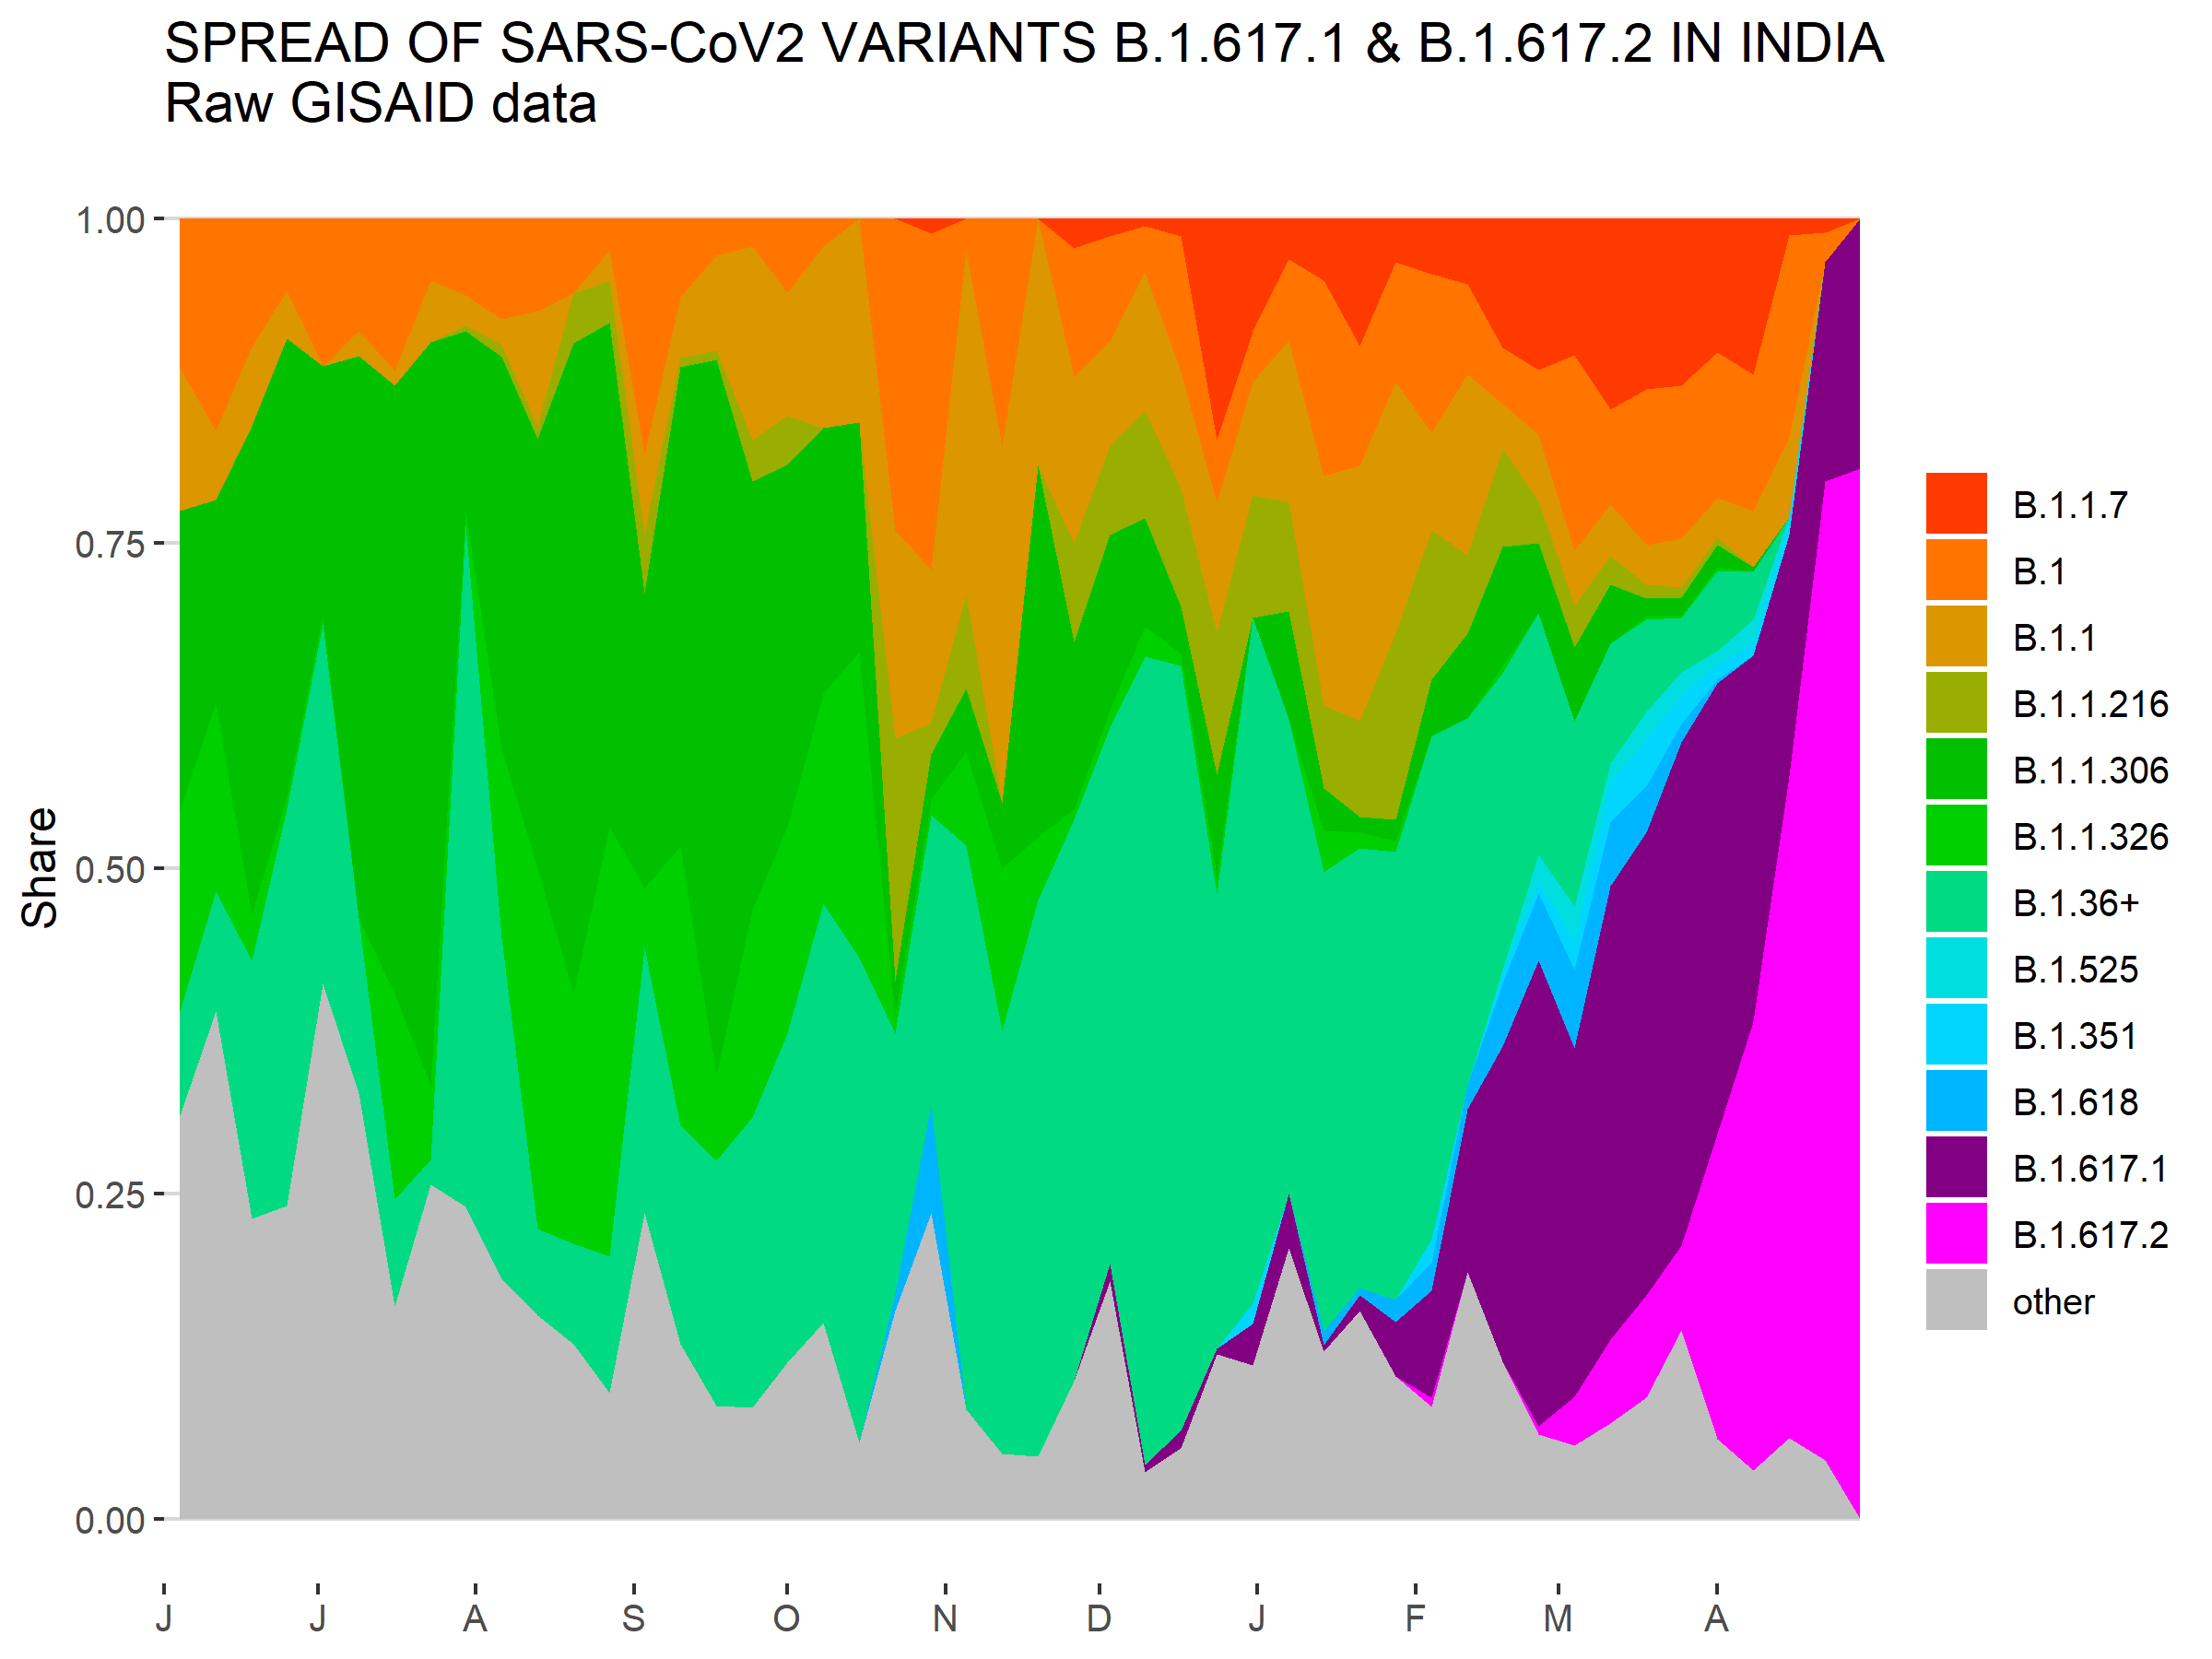 SPREAD OF SARS-CoV2 VARIANTS B.1.617.1 & B.1.617.2 IN INDIA
Raw GISAID data
1.00
0.75
0.50
0.25
0.00
Share
J J A S O N D J F M A
B.1.1.7
B.1
B.1.1
B.1.1.216
B.1.1.306
B.1.1.326
B.1.36+
B.1.525
B.1.351
B.1.618
B.1.617.1
B.1.617.2
other